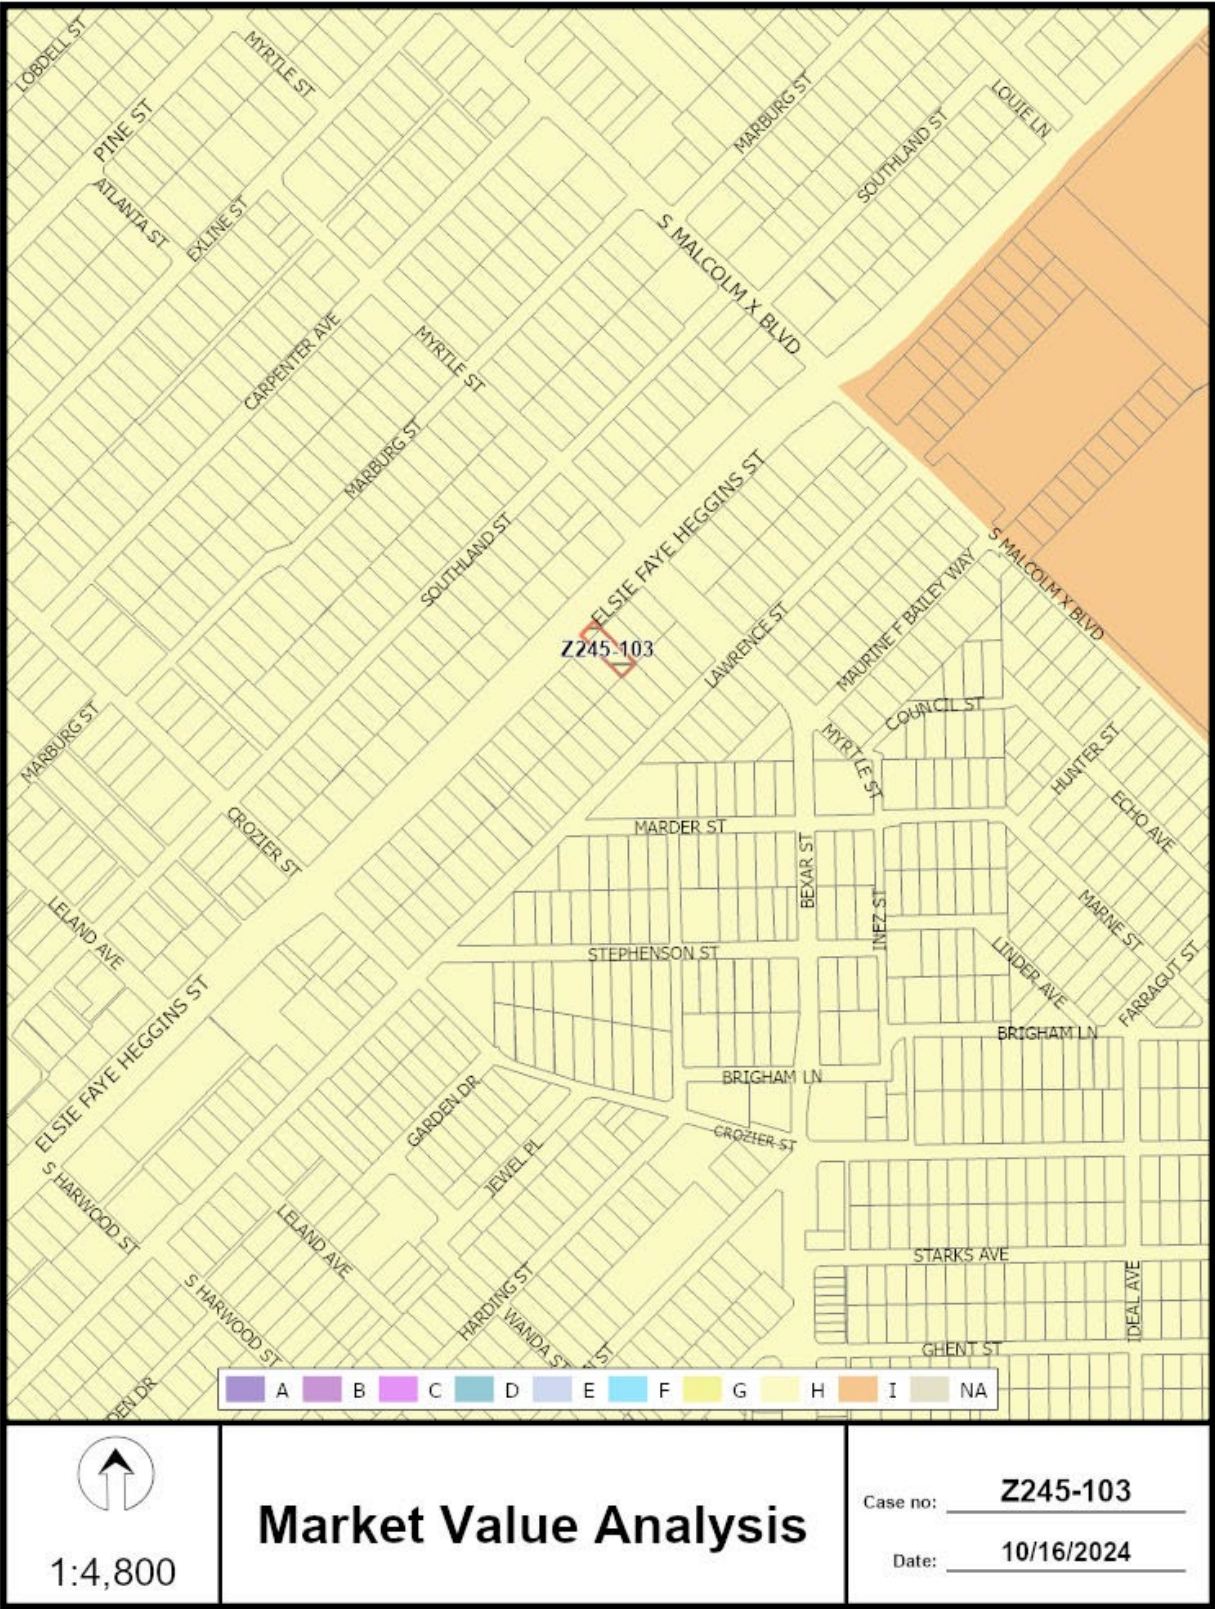 LOBDELL ST
MYRTLE ST
PINE ST
MARBURG ST
LOUIE LN
SOUTHLAND ST
ATLANTA ST
EXLINE ST
S MALCOLM X BLVD
CARPENTER AVE
MYRTLE ST
MARBURG ST
ELSIE FAYE HEGGINS ST
SOUTHLAND ST
S MALCOLM X BLVD
MAURINE F BAILEY WAY
Z245-103
LAWRENCE ST
COUNCIL ST
MARBURG ST
MYRTLE ST
HUNTER ST
CROZIER ST
MARDER ST
ECHO AVE
BEXAR ST
INEZ ST
LELAND AVE
MARNE ST
STEPHENSON ST
LINDER AVE
FARRAGUT ST
ELSIE FAYE HEGGINS ST
BRIGHAM LN
BRIGHAM LN
GARDEN DR
CROZIER ST
JEWEL PL
S HARWOOD ST
LELAND AVE
STARKS AVE
IDEAL AVE
S HARWOOD ST
HARDING ST
WANDA ST
ST
GHENT ST
DEN DR
A B C D E F G H I NA
1:4,800
Market Value Analysis
Case no: Z245-103
Date: 10/16/2024